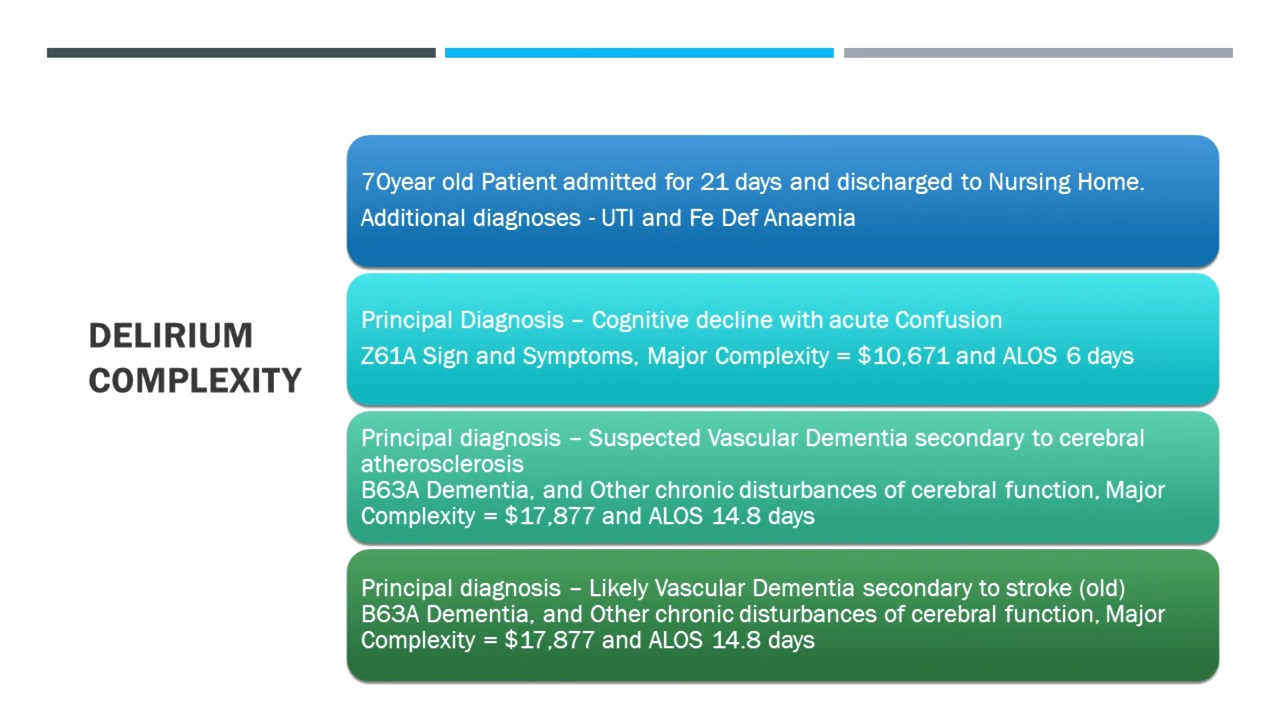 DELIRIUM
COMPLEXITY
70year old Patient admitted for 21 days and discharged to Nursing Home.
Additional diagnoses - UTI and Fe Def Anaemia
Principal Diagnosis – Cognitive decline with acute Confusion
Z61A Sign and Symptoms, Major Complexity = $10,671 and ALOS 6 days
Principal diagnosis – Suspected Vascular Dementia secondary to cerebral
atherosclerosis
B63A Dementia, and Other chronic disturbances of cerebral function, Major
Complexity = $17,877 and ALOS 14.8 days
Principal diagnosis – Likely Vascular Dementia secondary to stroke (old)
B63A Dementia, and Other chronic disturbances of cerebral function, Major
Complexity = $17,877 and ALOS 14.8 days